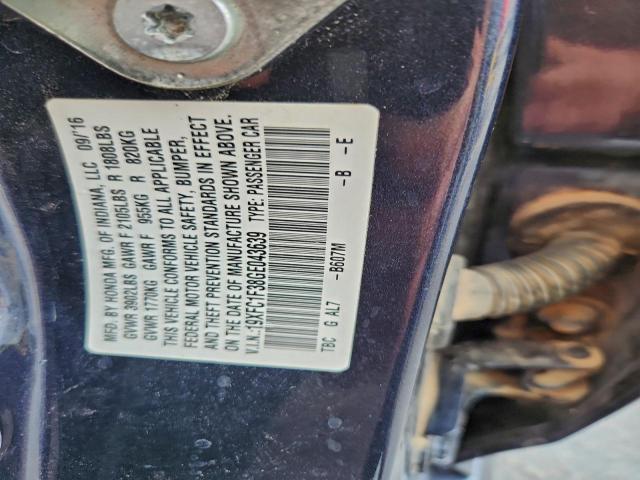 MFD. BY HONDA MFG. OF INDIANA, LLC 09/16
GVWR 3902LBS GAWR F 2105LBS R 1808LBS
GVWR 1770KG GAWR F 955KG R 820KG
THIS VEHICLE CONFORMS TO ALL APPLICABLE
FEDERAL MOTOR VEHICLE SAFETY, BUMPER,
AND THEFT PREVENTION STANDARDS IN EFFECT
ON THE DATE OF MANUFACTURE SHOWN ABOVE.
V.I.N.:19XFC1F38GE043639 TYPE: PASSENGER CAR
TBC G AL7 -B607M -B -E